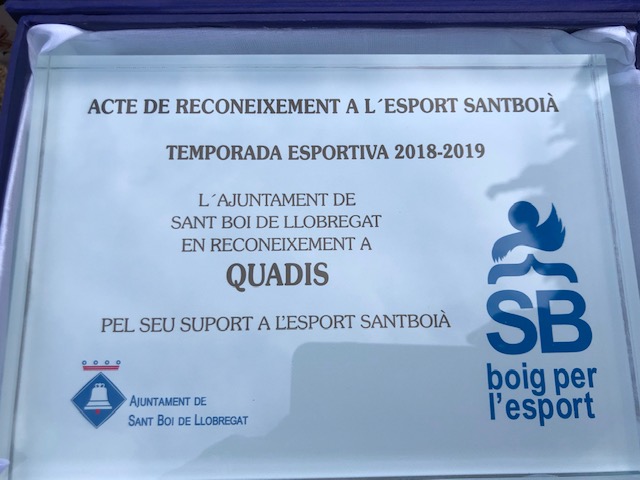 ACTE DE RECONEIXEMENT A L´ESPORT SANTBOIÀ
TEMPORADA ESPORTIVA 2018-2019
L´AJUNTAMENT DE
SANT BOI DE LLOBREGAT
EN RECONEIXEMENT A
QUADIS
PEL SEU SUPORT A L'ESPORT SANTBOIÀ
AJUNTAMENT DE
SANT BOI DE LLOBREGAT
SB
boig per
l'esport